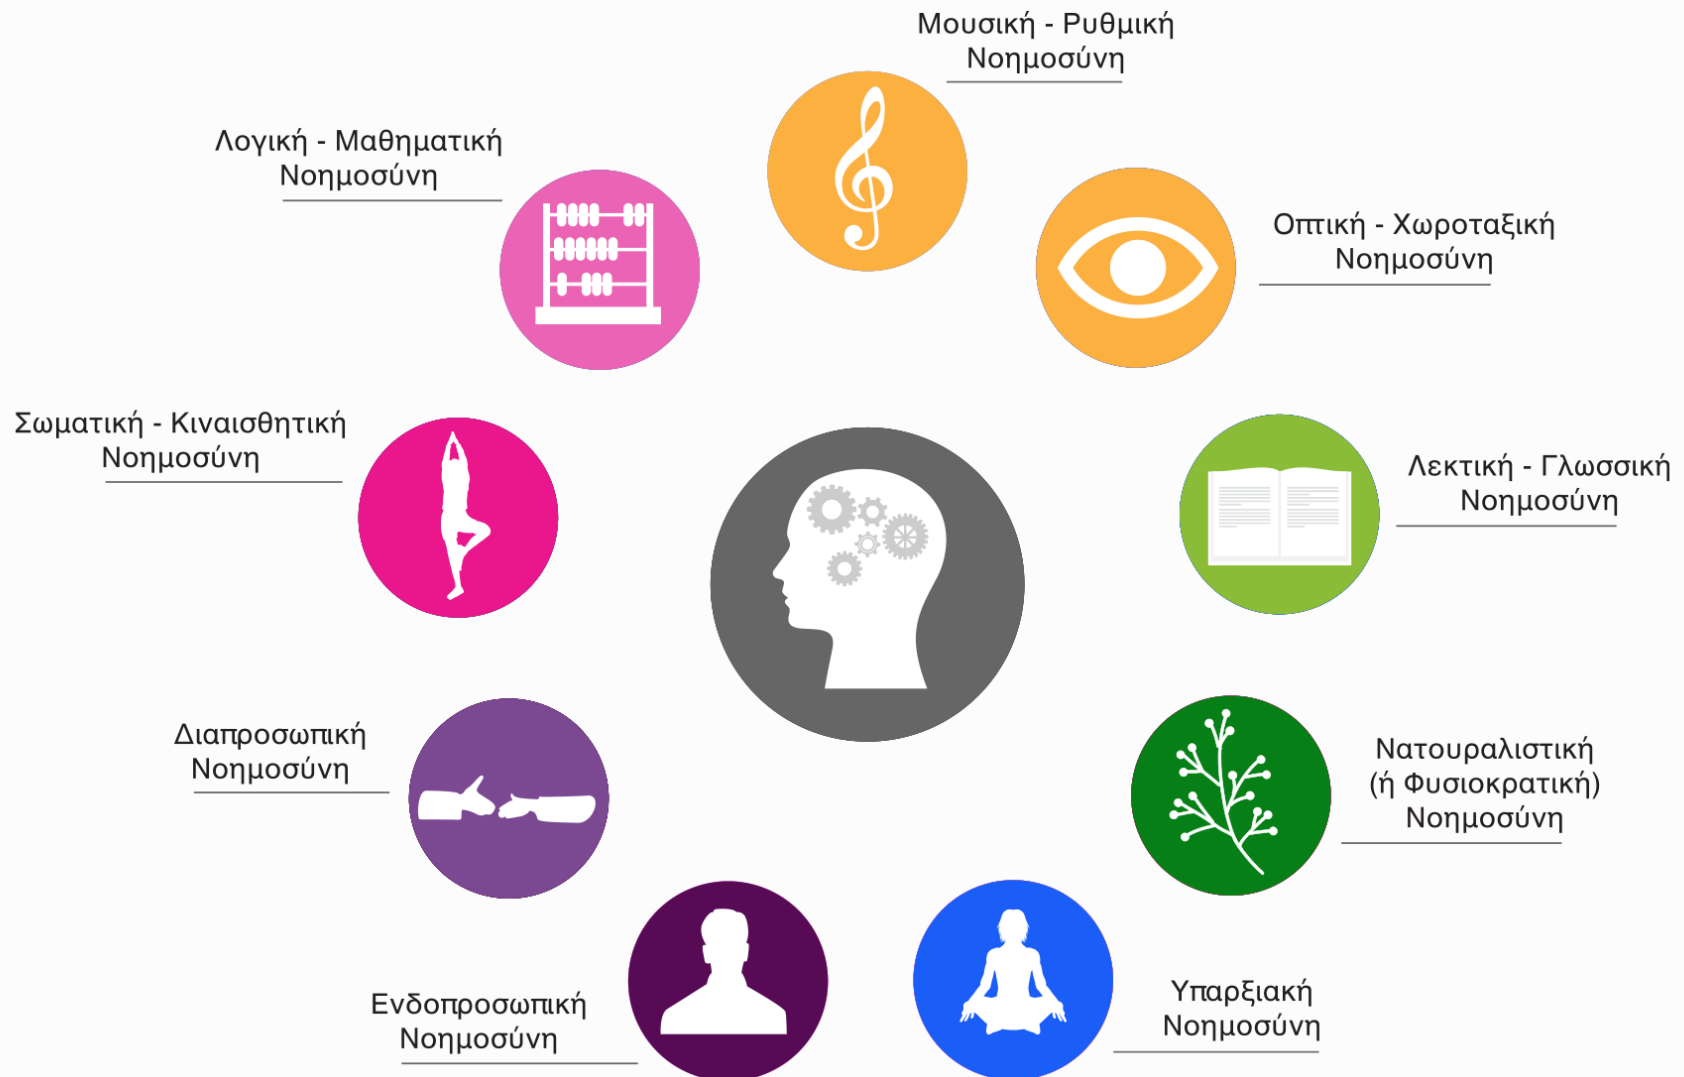 Μουσική - Ρυθμική
Νοημοσύνη
Λογική - Μαθηματική
Νοημοσύνη
Οπτική - Χωροταξική
Νοημοσύνη
Σωματική - Κιναισθητική
Νοημοσύνη
Λεκτική - Γλωσσική
Νοημοσύνη
Διαπροσωπική
Νοημοσύνη
Νατουραλιστική
(ή Φυσιοκρατική)
Νοημοσύνη
Ενδοπροσωπική
Νοημοσύνη
Υπαρξιακή
Νοημοσύνη